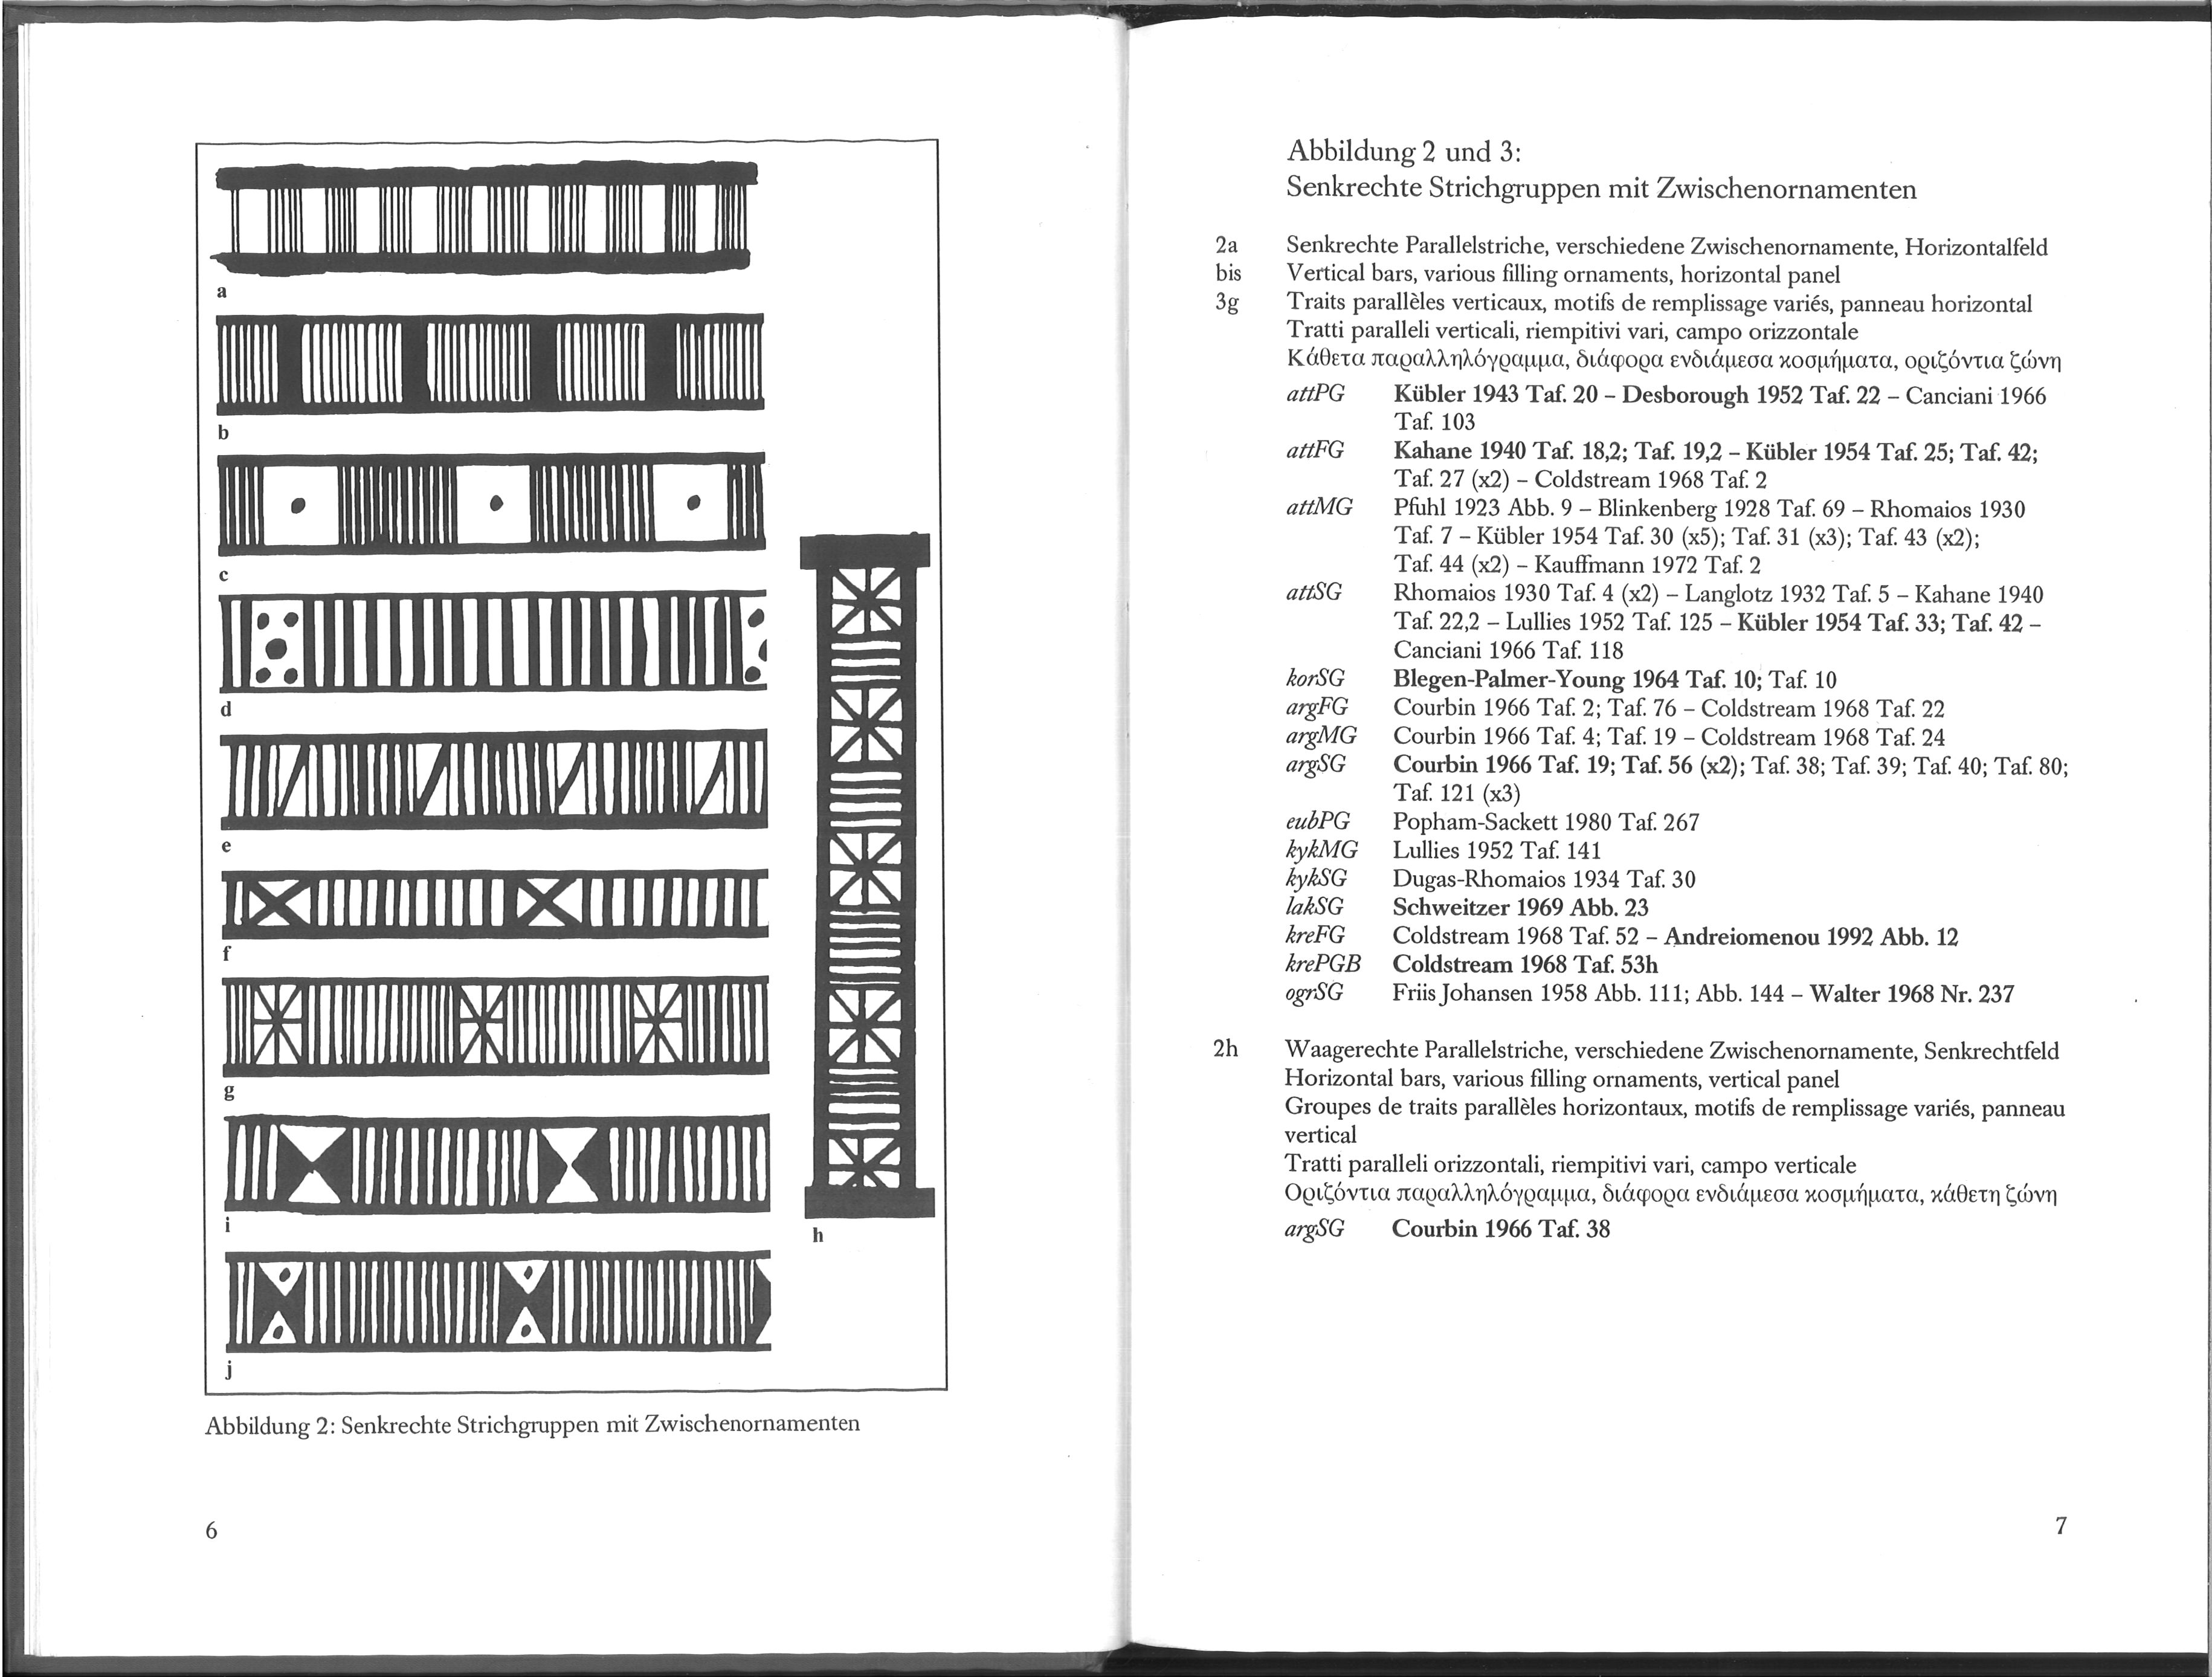 a
b
c
d
e
f
g
i
j
h
Abbildung 2: Senkrechte Strichgruppen mit Zwischenornamenten
6
Abbildung 2 und 3:
Senkrechte Strichgruppen mit Zwischenornamenten
2a Senkrechte Parallelstriche, verschiedene Zwischenornamente, Horizontalfeld
bis Vertical bars, various filling ornaments, horizontal panel
3g Traits parallèles verticaux, motifs de remplissage variés, panneau horizontal
Tratti paralleli verticali, riempitivi vari, campo orizzontale
Κάθετα παραλληλόγραμμα, διάφορα ενδιάμεσα κοσμήματα, οριζόντια ζώνη
attPG Kübler 1943 Taf. 20 – Desborough 1952 Taf. 22 – Canciani 1966
Taf. 103
attFG Kahane 1940 Taf. 18,2; Taf. 19,2 – Kübler 1954 Taf. 25; Taf. 42;
Taf. 27 (x2) – Coldstream 1968 Taf. 2
attMG Pfuhl 1923 Abb. 9 – Blinkenberg 1928 Taf. 69 – Rhomaios 1930
Taf. 7 – Kübler 1954 Taf. 30 (x5); Taf. 31 (x3); Taf. 43 (x2);
Taf. 44 (x2) – Kauffmann 1972 Taf. 2
attSG Rhomaios 1930 Taf. 4 (x2) – Langlotz 1932 Taf. 5 – Kahane 1940
Taf. 22,2 – Lullies 1952 Taf. 125 – Kübler 1954 Taf. 33; Taf. 42 –
Canciani 1966 Taf. 118
korSG Blegen-Palmer-Young 1964 Taf. 10; Taf. 10
argFG Courbin 1966 Taf. 2; Taf. 76 – Coldstream 1968 Taf. 22
argMG Courbin 1966 Taf. 4; Taf. 19 – Coldstream 1968 Taf. 24
argSG Courbin 1966 Taf. 19; Taf. 56 (x2); Taf. 38; Taf. 39; Taf. 40; Taf. 80;
Taf. 121 (x3)
eubPG Popham-Sackett 1980 Taf. 267
kykMG Lullies 1952 Taf. 141
kykSG Dugas-Rhomaios 1934 Taf. 30
lakSG Schweitzer 1969 Abb. 23
kreFG Coldstream 1968 Taf. 52 – Andreiomenou 1992 Abb. 12
krePGB Coldstream 1968 Taf. 53h
ogrSG Friis Johansen 1958 Abb. 111; Abb. 144 – Walter 1968 Nr. 237
2h Waagerechte Parallelstriche, verschiedene Zwischenornamente, Senkrechtfeld
Horizontal bars, various filling ornaments, vertical panel
Groupes de traits parallèles horizontaux, motifs de remplissage variés, panneau
vertical
Tratti paralleli orizzontali, riempitivi vari, campo verticale
Οριζόντια παραλληλόγραμμα, διάφορα ενδιάμεσα κοσμήματα, κάθετη ζώνη
argSG Courbin 1966 Taf. 38
7